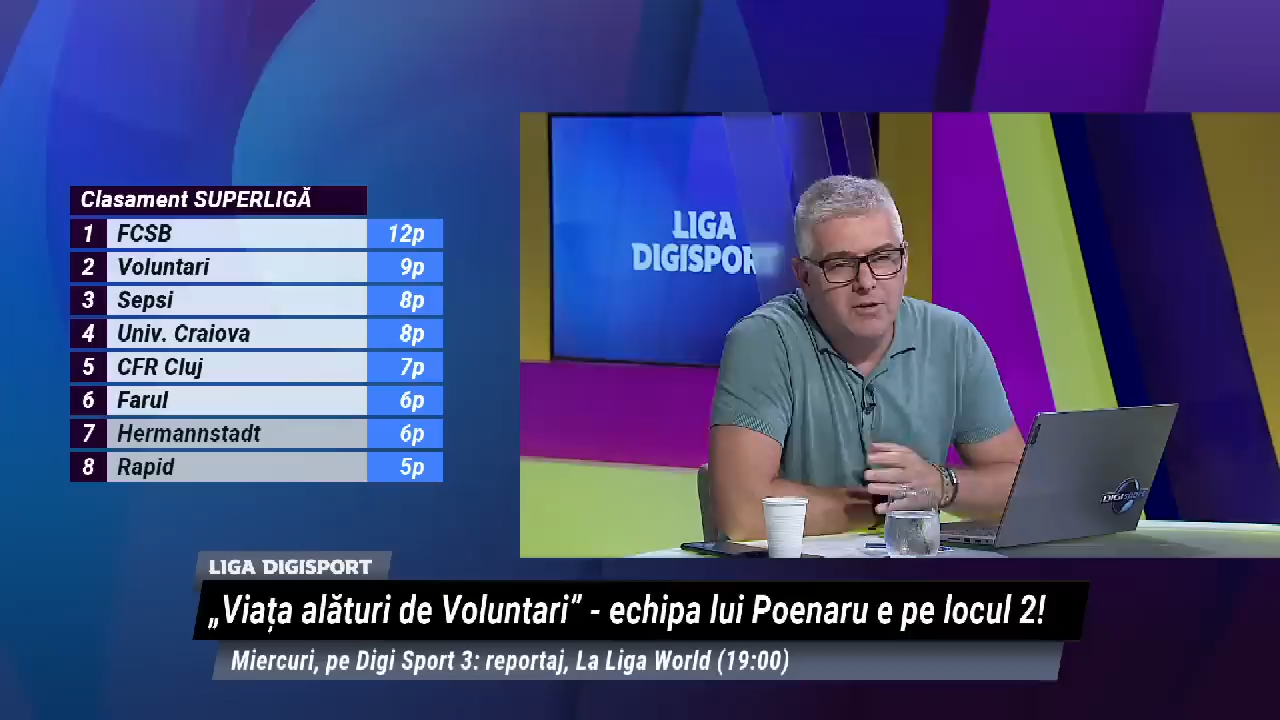 Clasament SUPERLIGĂ
1 FCSB 12p
2 Voluntari 9p
3 Sepsi 8p
4 Univ. Craiova 8p
5 CFR Cluj 7p
6 Farul 6p
7 Hermannstadt 6p
8 Rapid 5p
LIGA
DIGISPORT
DIGISPORT
LIGA DIGISPORT
„Viața alături de Voluntari” - echipa lui Poenaru e pe locul 2!
Miercuri, pe Digi Sport 3: reportaj, La Liga World (19:00)